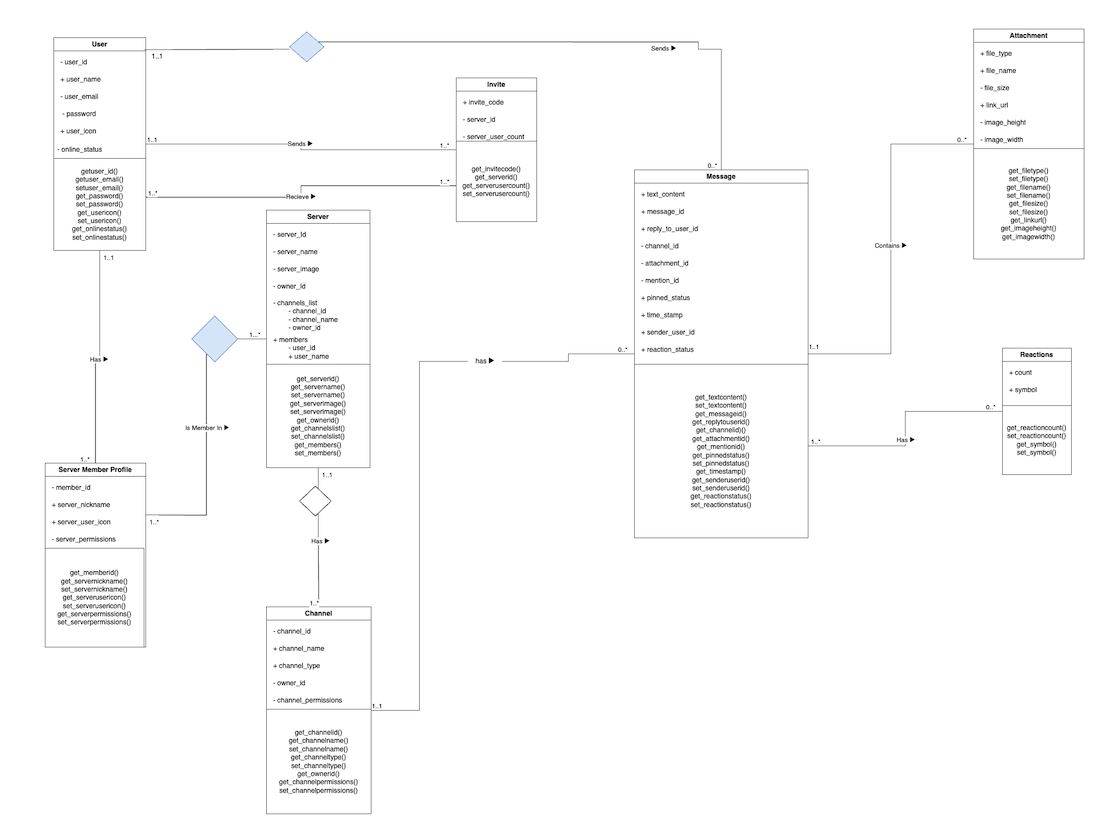 User
- user_id
+ user_name
- user_email
- password
+ user_icon
- online_status
getuser_id()
getuser_email()
setuser_email()
get_password()
set_password()
get_usericon()
set_usericon()
get_onlinestatus()
set_onlinestatus()
1..1
Sends ▶
0..*
1..1
Sends ▶
1..*
1..*
Recieve ▶
1..*
Invite
+ invite_code
- server_id
- server_user_count
get_invitecode()
get_serverid()
get_serverusercount()
set_serverusercount()
1..1
Has ▶
1..*
Server
- server_Id
- server_name
- server_image
- owner_Id
- channels_list
- channel_id
- channel_name
- owner_id
+ members
- user_id
+ user_name
get_serverid()
get_servername()
set_servername()
get_serverimage()
set_serverimage()
get_ownerid()
get_channelslist()
set_channelslist()
get_members()
set_members()
1...*
Is Member In ▶
1..*
Server Member Profile
- member_id
+ server_nickname
+ server_user_icon
- server_permissions
get_memberid()
get_servernickname()
set_servernickname()
get_serverusericon()
set_serverusericon()
get_serverpermissions()
set_serverpermissions()
1..1
Has ▶
1..*
Channel
- channel_id
+ channel_name
+ channel_type
- owner_id
- channel_permissions
get_channelid()
get_channelname()
set_channelname()
get_channeltype()
set_channeltype()
get_ownerid()
get_channelpermissions()
set_channelpermissions()
1..1
has ▶
0..*
Message
+ text_content
+ message_id
+ reply_to_user_id
- channel_id
- attachment_id
- mention_id
+ pinned_status
+ time_stamp
+ sender_user_id
+ reaction_status
get_textcontent()
set_textcontent()
get_messageid()
get_replytouserid()
get_channelid)()
get_attachmentid()
get_mentionid()
get_pinnedstatus()
set_pinnedstatus()
get_timestamp()
get_senderuserid()
set_senderuserid()
get_reactionstatus()
set_reactionstatus()
1..1
Contains ▶
0..*
Attachment
+ file_type
+ file_name
- file_size
+ link_url
- image_height
- image_width
get_filetype()
set_filetype()
get_filename()
set_filename()
get_filesize()
set_filesize()
get_linkurl()
get_imageheight()
get_imagewidth()
1..*
Has ▶
0..*
Reactions
+ count
+ symbol
get_reactioncount()
set_reactioncount()
get_symbol()
set_symbol()